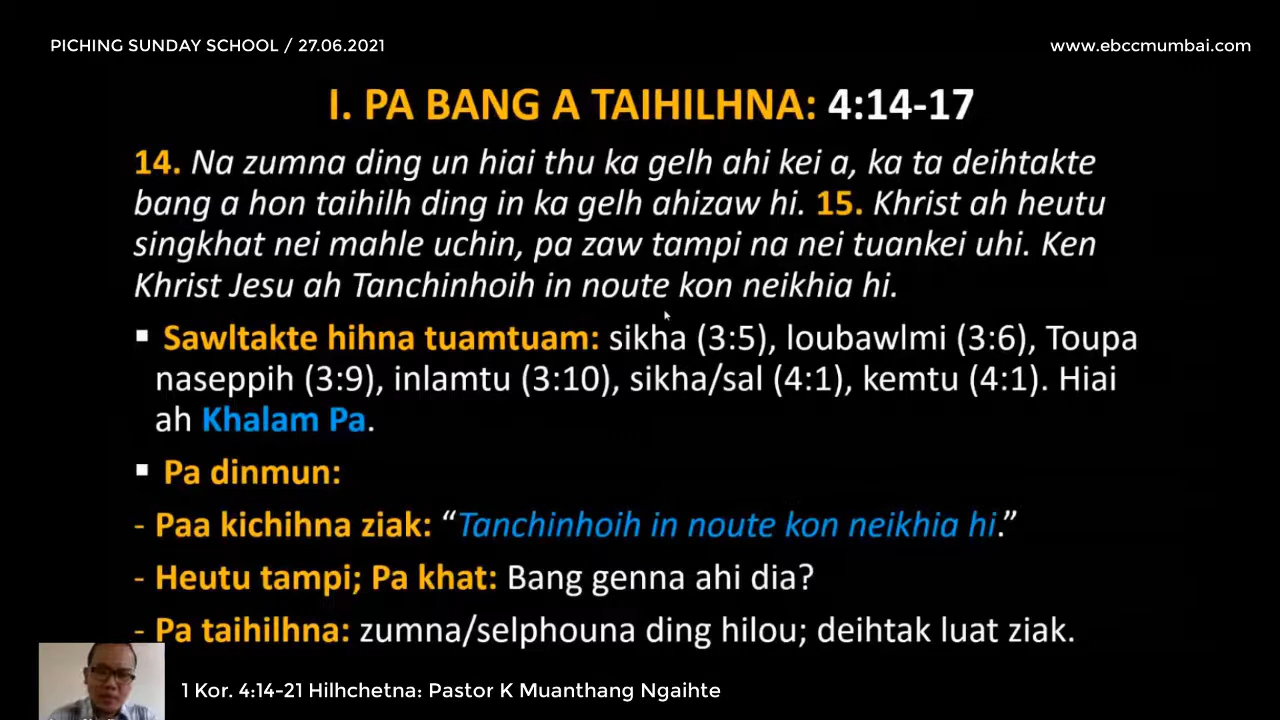 PICHING SUNDAY SCHOOL / 27.06.2021
www.ebccmumbai.com
I. PA BANG A TAIHILHNA: 4:14-17
14. Na zumna ding un hiai thu ka gelh ahi kei a, ka ta deihtakte
bang a hon taihilh ding in ka gelh ahizaw hi. 15. Khrist ah heutu
singkhat nei mahle uchin, pa zaw tampi na nei tuankei uhi. Ken
Khrist Jesu ah Tanchinhoih in noute kon neikhia hi.
▪ Sawltakte hihna tuamtuam: sikha (3:5), loubawlmi (3:6), Toupa
naseppih (3:9), inlamtu (3:10), sikha/sal (4:1), kemtu (4:1). Hiai
ah Khalam Pa.
▪ Pa dinmun:
- Paa kichihna ziak: “Tanchinhoih in noute kon neikhia hi.”
- Heutu tampi; Pa khat: Bang genna ahi dia?
- Pa taihilhna: zumna/selphouna ding hilou; deihtak luat ziak.
1 Kor. 4:14-21 Hilhchetna: Pastor K Muanthang Ngaihte